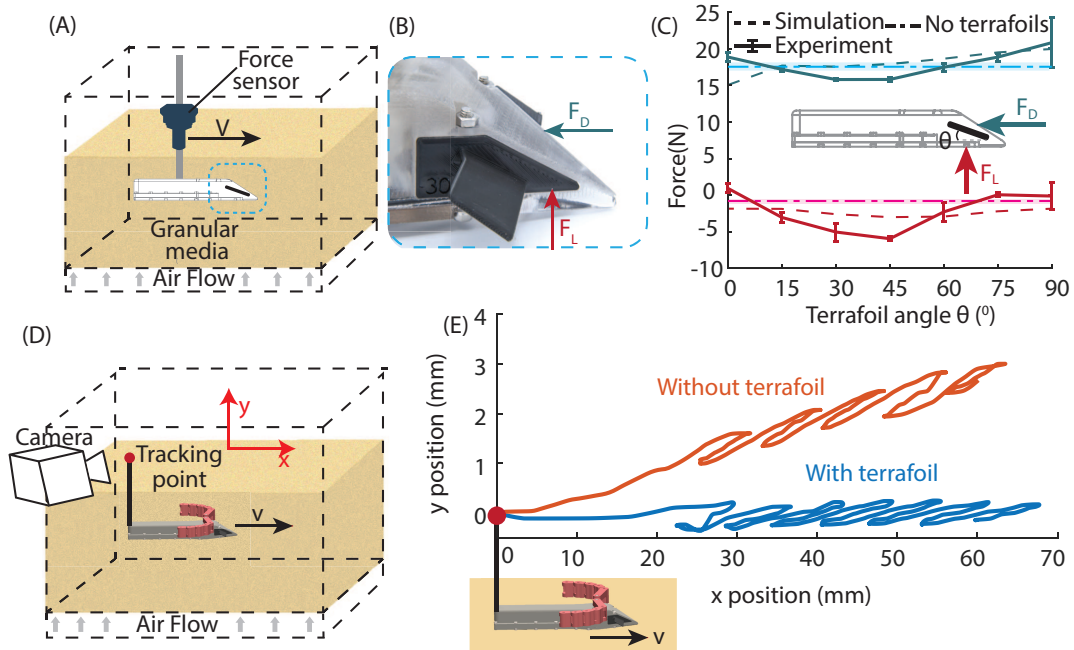 (A)
Force
sensor
V
Granular
media
Air Flow
(B)
-30
F_D
F_L
(C)
Simulation
No terrafoils
Experiment
Force(N)
25
20
15
10
5
0
-5
-10
θ
F_D
F_L
0 15 30 45 60 75 90
Terrafoil angle θ (⁰)
(D)
Camera
Tracking
point
y
x
v
Air Flow
(E)
y position (mm)
4
3
2
1
0
Without terrafoil
With terrafoil
0 10 20 30 40 50 60 70
x position (mm)
v